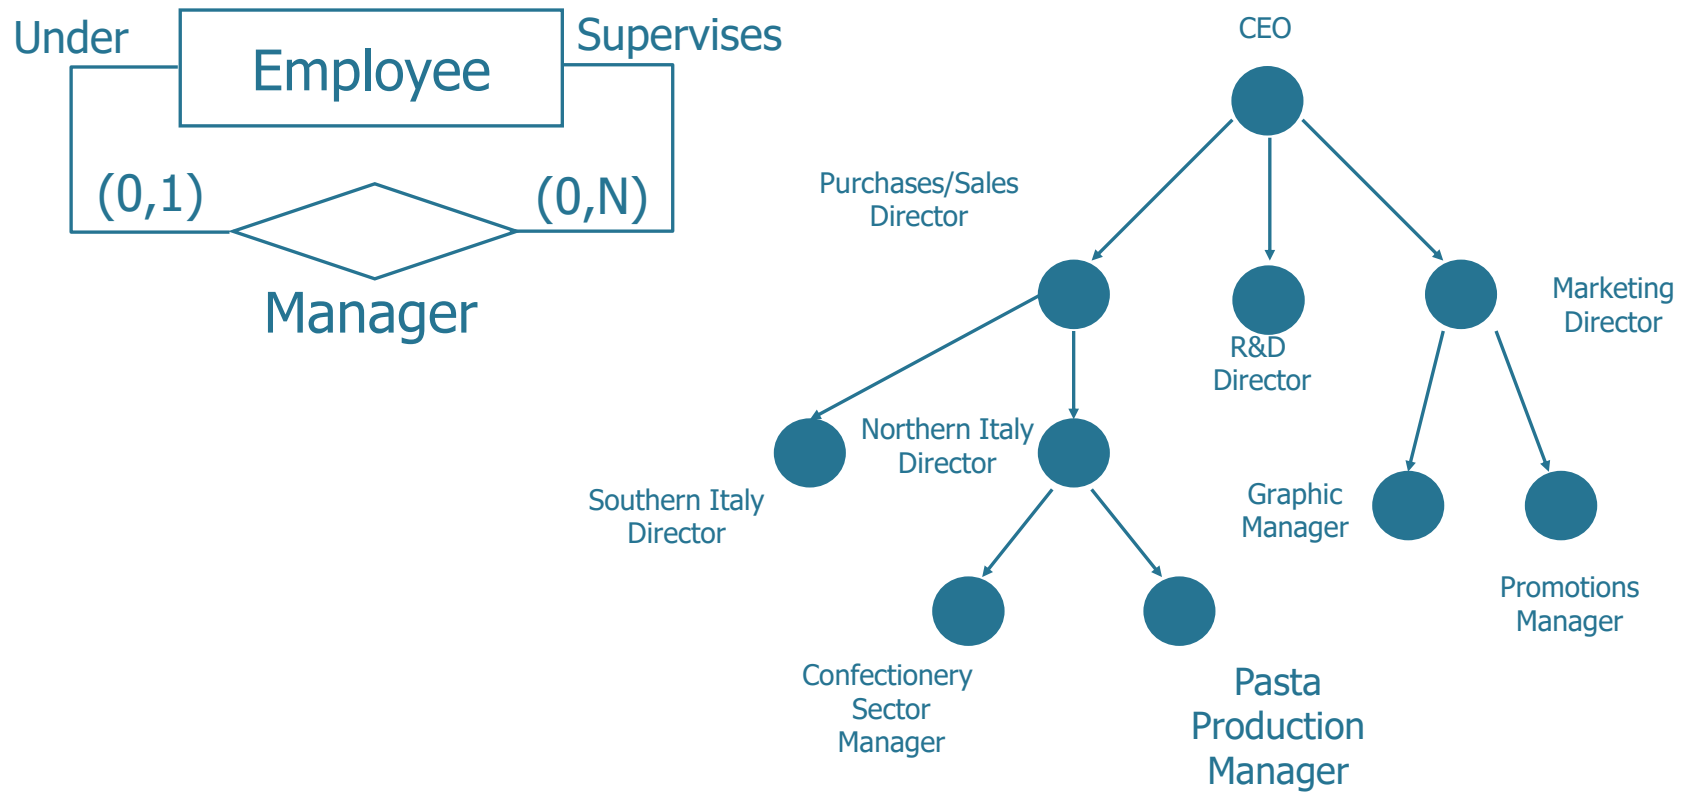 Under
Employee
Supervises
(0,1)
(0,N)
Manager
CEO
Purchases/Sales
Director
Marketing
Director
R&D
Director
Northern Italy
Director
Southern Italy
Director
Graphic
Manager
Promotions
Manager
Confectionery
Sector
Manager
Pasta
Production
Manager